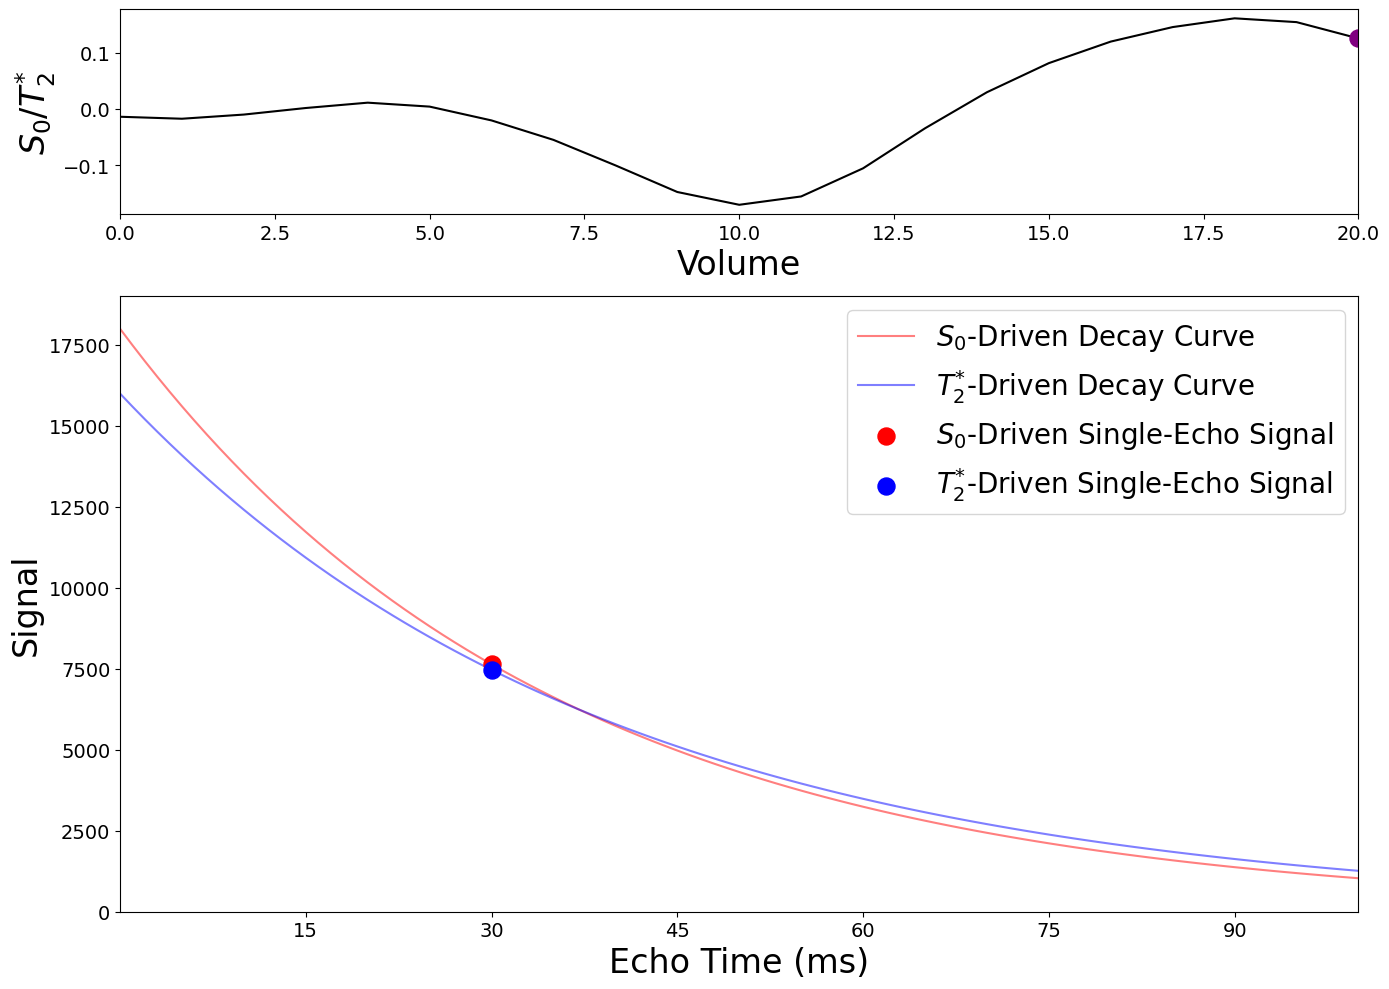 S₀/T₂*
0.1
0.0
−0.1
0.0 2.5 5.0 7.5 10.0 12.5 15.0 17.5 20.0
Volume
Signal
17500
15000
12500
10000
7500
5000
2500
0
S₀-Driven Decay Curve
T₂*-Driven Decay Curve
S₀-Driven Single-Echo Signal
T₂*-Driven Single-Echo Signal
15 30 45 60 75 90
Echo Time (ms)